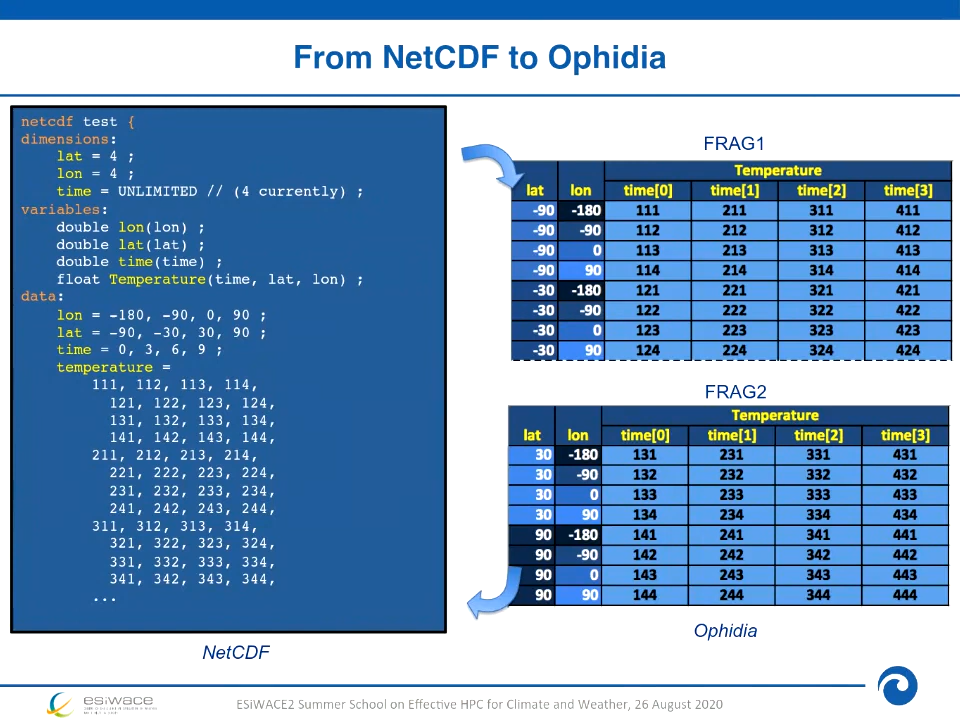 From NetCDF to Ophidia
netcdf test {
dimensions:
lat = 4 ;
lon = 4 ;
time = UNLIMITED // (4 currently) ;
variables:
double lon(lon) ;
double lat(lat) ;
double time(time) ;
float Temperature(time, lat, lon) ;
data:
lon = -180, -90, 0, 90 ;
lat = -90, -30, 30, 90 ;
time = 0, 3, 6, 9 ;
temperature =
111, 112, 113, 114,
121, 122, 123, 124,
131, 132, 133, 134,
141, 142, 143, 144,
211, 212, 213, 214,
221, 222, 223, 224,
231, 232, 233, 234,
241, 242, 243, 244,
311, 312, 313, 314,
321, 322, 323, 324,
331, 332, 333, 334,
341, 342, 343, 344,
...
NetCDF
FRAG1
Temperature
lat lon time[0] time[1] time[2] time[3]
-90 -180 111 211 311 411
-90 -90 112 212 312 412
-90 0 113 213 313 413
-90 90 114 214 314 414
-30 -180 121 221 321 421
-30 -90 122 222 322 422
-30 0 123 223 323 423
-30 90 124 224 324 424
FRAG2
Temperature
lat lon time[0] time[1] time[2] time[3]
30 -180 131 231 331 431
30 -90 132 232 332 432
30 0 133 233 333 433
30 90 134 234 334 434
90 -180 141 241 341 441
90 -90 142 242 342 442
90 0 143 243 343 443
90 90 144 244 344 444
Ophidia
esiwace
ESiWACE2 Summer School on Effective HPC for Climate and Weather, 26 August 2020